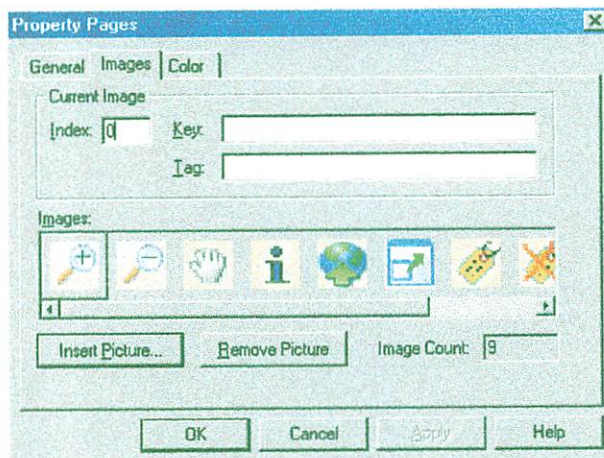 Property Pages
General Images Color
Current Image
Index: 0 Key:
Tag:
Images:
Insert Picture... Remove Picture Image Count: 9
OK Cancel Apply Help